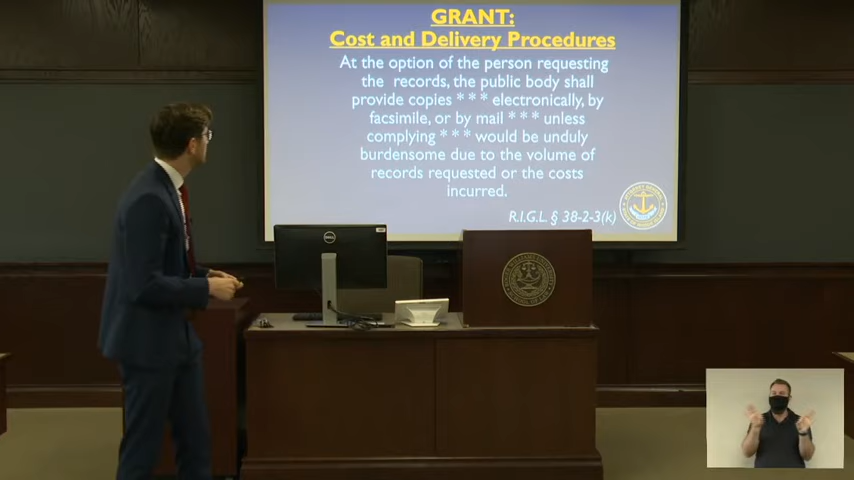 GRANT:
Cost and Delivery Procedures
At the option of the person requesting
the records, the public body shall
provide copies * * * electronically, by
facsimile, or by mail * * * unless
complying * * * would be unduly
burdensome due to the volume of
records requested or the costs
incurred.
R.I.G.L. § 38-2-3(k)
DELL